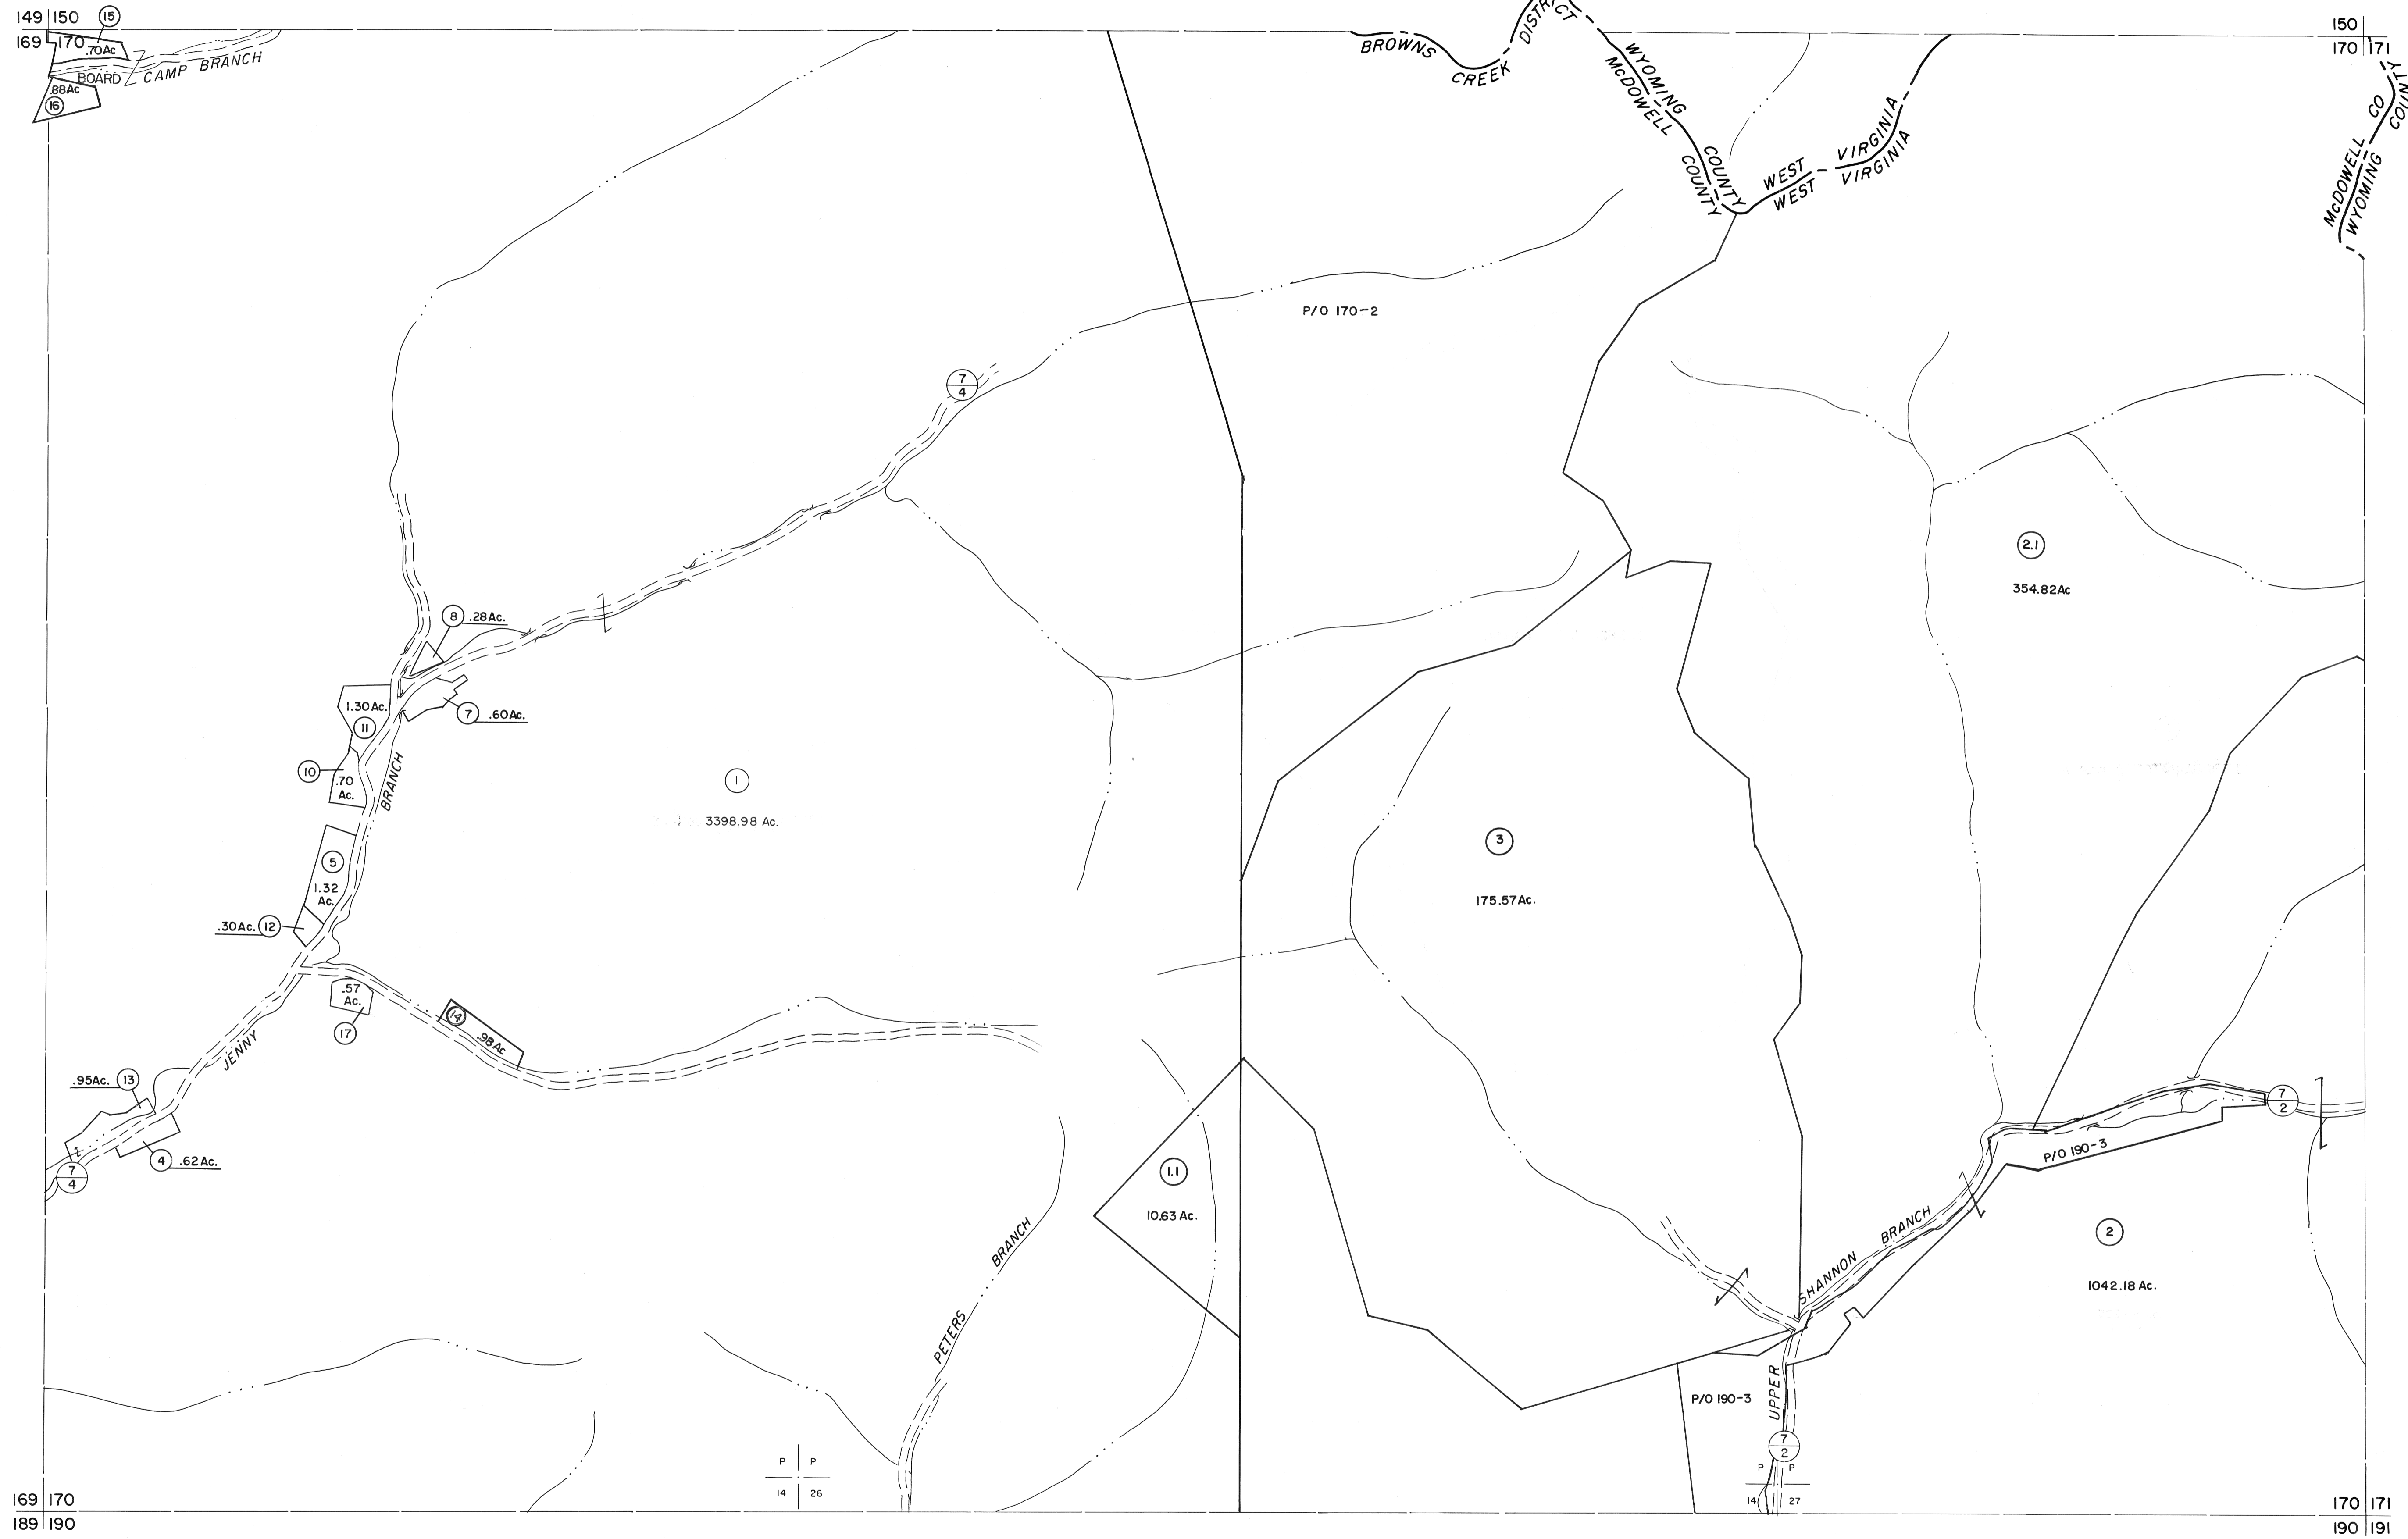 149 150
169 170
15
.70Ac
BOARD CAMP BRANCH
.88Ac
16
BROWNS CREEK DISTRICT
WYOMING COUNTY
McDOWELL COUNTY
WEST VIRGINIA
WEST VIRGINIA
150
170 171
McDOWELL CO
WYOMING
P/O 170-2
7
4
2.1
354.82Ac
8 .28Ac.
1.30Ac.
11
7 .60Ac.
10
.70
Ac.
1
3398.98 Ac.
3
175.57Ac.
5
1.32
Ac.
.30Ac. 12
.57
Ac.
17
14
.98Ac
JENNY BRANCH
.95Ac. 13
4 .62Ac.
7
4
1.1
10.63 Ac.
PETERS BRANCH
7
2
P/O 190-3
UPPER SHANNON BRANCH
2
1042.18 Ac.
P/O 190-3
7
2
P P
14 26
P P
14 27
169 170
189 190
170 171
190 191